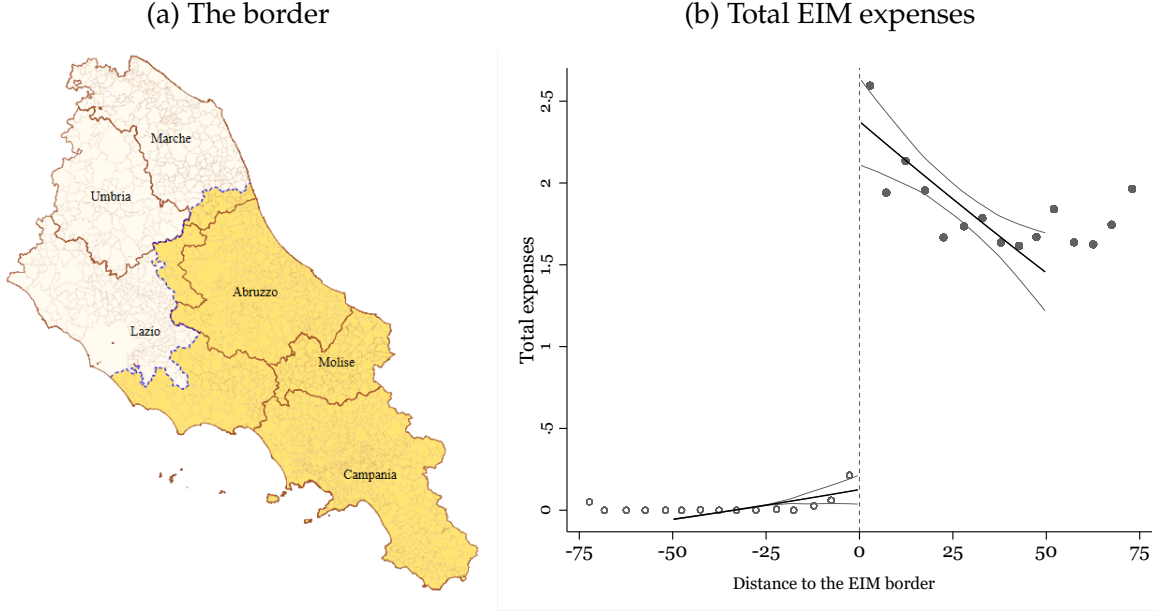 (a) The border
Marche
Umbria
Abruzzo
Lazio
Molise
Campania
(b) Total EIM expenses
Total expenses
2.5
2
1.5
1
.5
0
-75 -50 -25 0 25 50 75
Distance to the EIM border